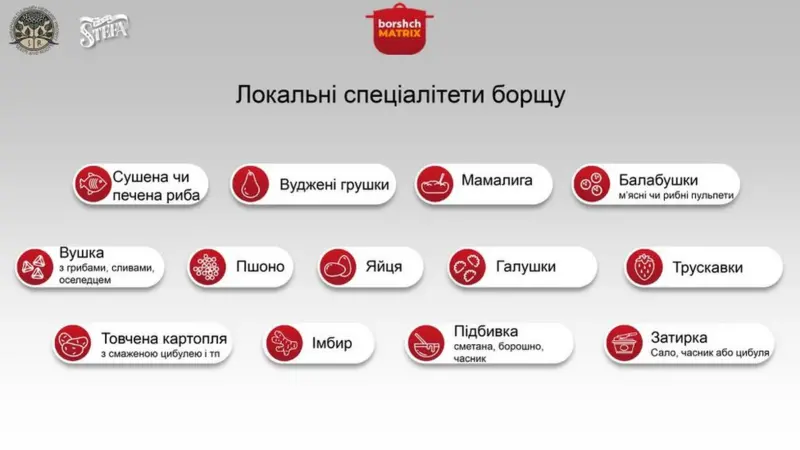 STEFA
borshch
MATRIX
Локальні спеціалітети борщу
Сушена чи
печена риба
Вуджені грушки
Мамалига
Балабушки
м'ясні чи рибні пульпети
Вушка
з грибами, сливами,
оселедцем
Пшоно
Яйця
Галушки
Трускавки
Товчена картопля
з смаженою цибулею і тп
Імбир
Підбивка
сметана, борошно,
часник
Затирка
Сало, часник або цибуля